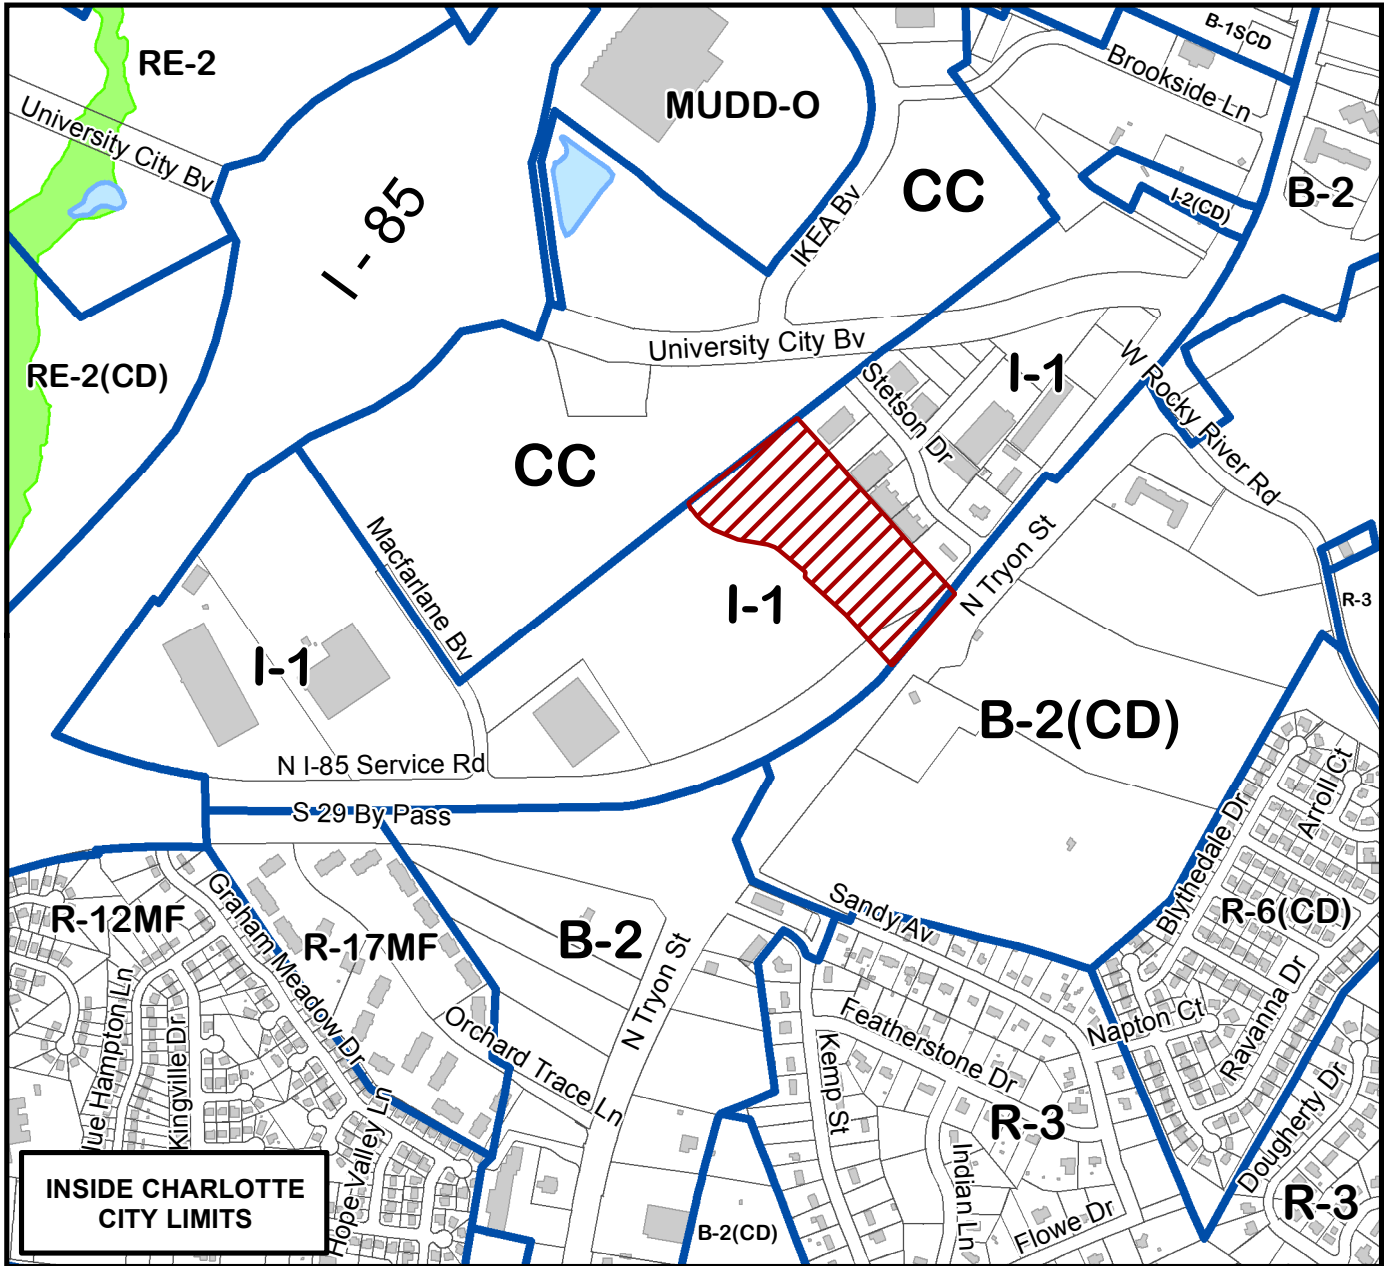 RE-2
B-1SCD
MUDD-O
Brookside Ln
University City Bv
I - 85
CC
B-2
I-2(CD)
IKEA Bv
University City Bv
RE-2(CD)
Stetson Dr
I-1
W Rocky River Rd
CC
Macfarlane Bv
I-1
N Tryon St
R-3
I-1
B-2(CD)
N I-85 Service Rd
S 29 By Pass
Arroll Ct
Blythedale Dr
Graham Meadow Dr
R-12MF
R-17MF
B-2
Sandy Av
R-6(CD)
N Tryon St
Hampton Ln
Kingville Dr
Orchard Trace Ln
Featherstone Dr
Kemp St
Napton Ct
Ravanna Dr
Hope Valley Ln
R-3
Indian Ln
Dougherty Dr
INSIDE CHARLOTTE
CITY LIMITS
B-2(CD)
Flowe Dr
R-3